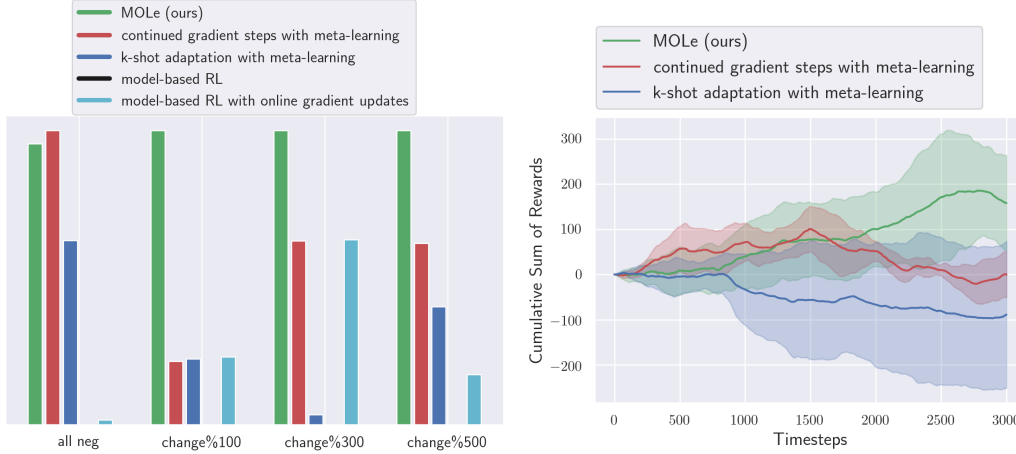 MOLe (ours)
continued gradient steps with meta-learning
k-shot adaptation with meta-learning
model-based RL
model-based RL with online gradient updates
all neg
change%100
change%300
change%500
MOLe (ours)
continued gradient steps with meta-learning
k-shot adaptation with meta-learning
Cumulative Sum of Rewards
300
200
100
0
−100
−200
0
500
1000
1500
2000
2500
3000
Timesteps